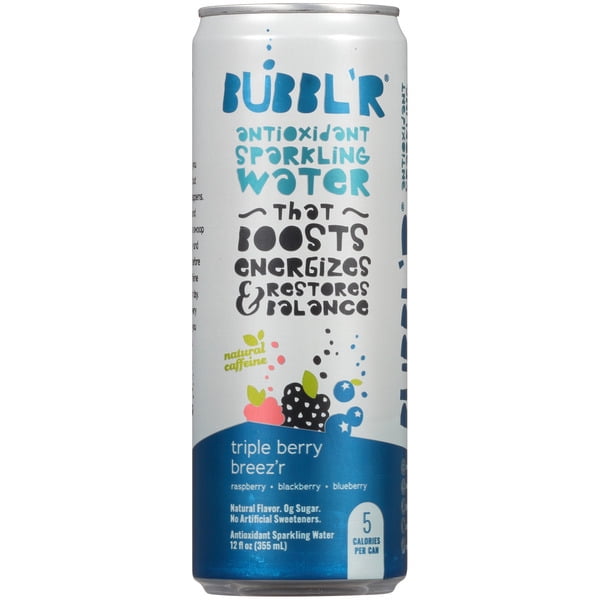 BUBBL'R®
antioxidant
sparkling
water
~ that ~
boosts
energizes
& restores
balance
natural
caffeine
triple berry
breez'r
raspberry • blackberry • blueberry
Natural Flavor. 0g Sugar.
No Artificial Sweeteners.
Antioxidant Sparkling Water
12 fl oz (355 mL)
5
CALORIES
PER CAN